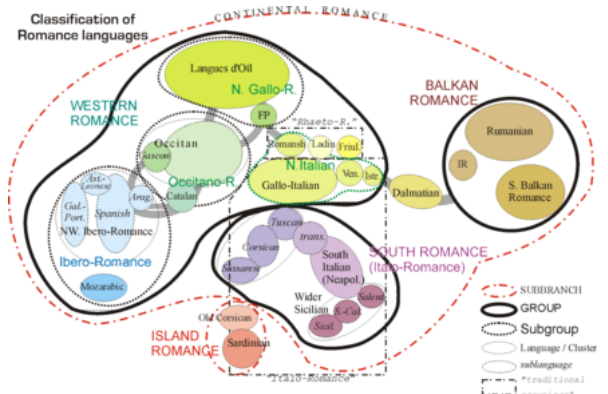 Classification of
Romance languages
CONTINENTAL ROMANCE
Langues d'Oïl
N. Gallo-R.
WESTERN
ROMANCE
FP
"Rhaeto-R."
BALKAN
ROMANCE
Occitan
Gascon
Romansh
Ladin
Friul.
Rumanian
N.Italian
Occitano-R.
Gallo-Italian
Ven.
Istr.
IR
Ast.-
Leonese
Arag.
Catalan
Dalmatian
S. Balkan
Romance
Gal.-
Port.
Spanish
NW. Ibero-Romance
Tuscan
trans.
Ibero-Romance
Corsican
SOUTH ROMANCE
(Italo-Romance)
South
Italian
(Neapol.)
Sassarese
Mozarabic
Wider
Sicilian
Salent.
S.-Cal.
Sicil.
Old Corsican
ISLAND
ROMANCE
Sardinian
"Italo-Romance"
SUBBRANCH
GROUP
Subgroup
Language / Cluster
sublanguage
"traditional